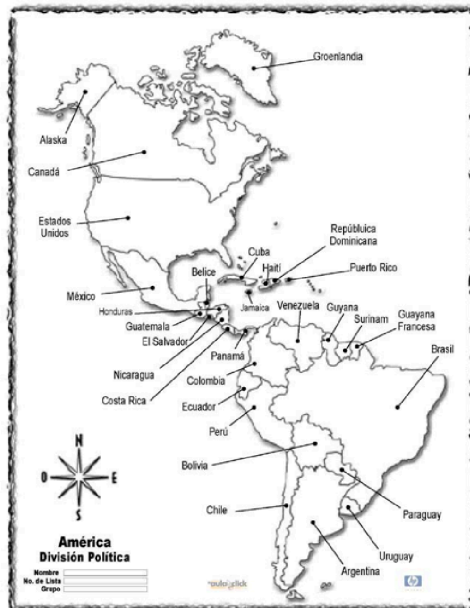 Groenlandia
Alaska
Canadá
Estados
Unidos
República
Dominicana
Cuba
Haití
Puerto Rico
Belice
México
Honduras
Jamaica
Venezuela
Guyana
Guayana
Francesa
Surinam
Guatemala
El Salvador
Panamá
Brasil
Nicaragua
Colombia
Costa Rica
Ecuador
Perú
Bolivia
N
O
E
S
Chile
Paraguay
Uruguay
Argentina
América
División Política
Nombre
No. de Lista
Grupo
hp